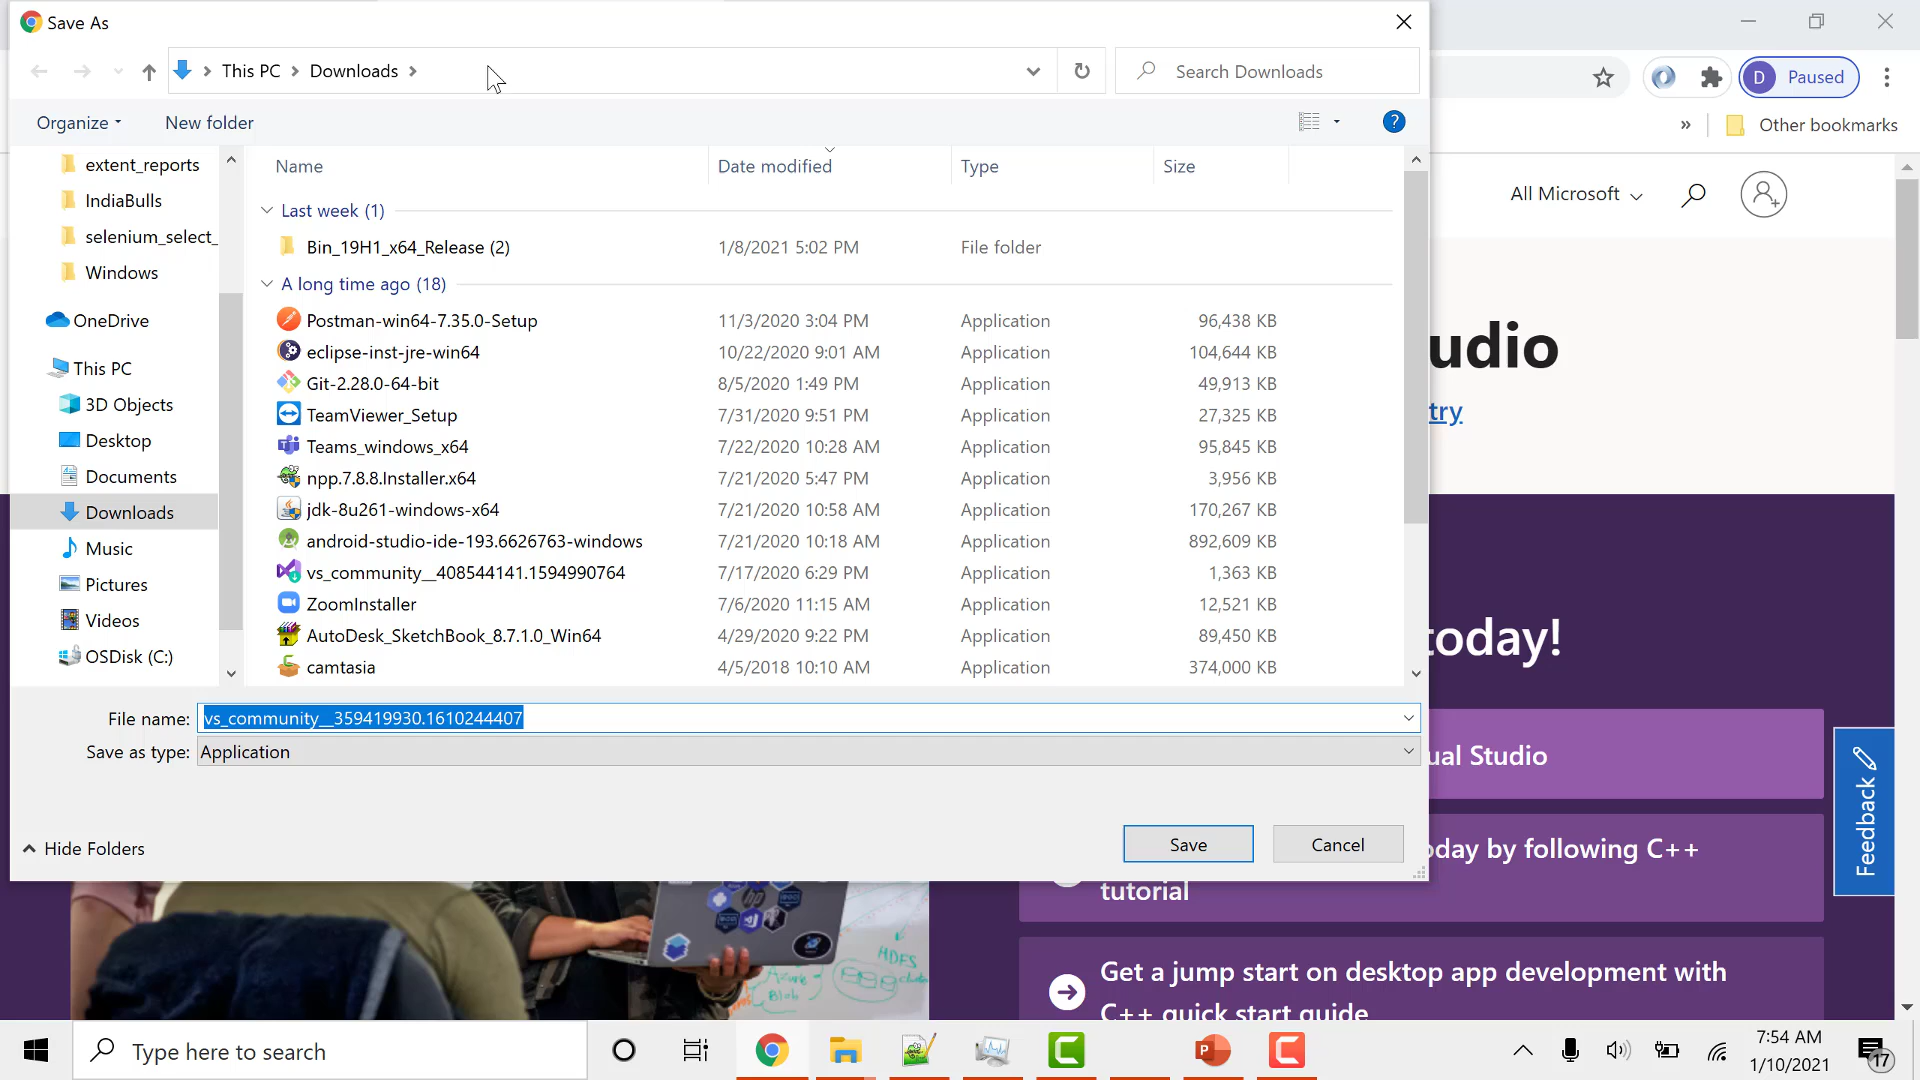 Save As
This PC > Downloads >
Search Downloads
D Paused
Organize
New folder
?
» Other bookmarks
extent_reports
IndiaBulls
selenium_select_
Windows
OneDrive
This PC
3D Objects
Desktop
Documents
Downloads
Music
Pictures
Videos
OSDisk (C:)
Name Date modified Type Size
Last week (1)
Bin_19H1_x64_Release (2) 1/8/2021 5:02 PM File folder
A long time ago (18)
Postman-win64-7.35.0-Setup 11/3/2020 3:04 PM Application 96,438 KB
eclipse-inst-jre-win64 10/22/2020 9:01 AM Application 104,644 KB
Git-2.28.0-64-bit 8/5/2020 1:49 PM Application 49,913 KB
TeamViewer_Setup 7/31/2020 9:51 PM Application 27,325 KB
Teams_windows_x64 7/22/2020 10:28 AM Application 95,845 KB
npp.7.8.8.Installer.x64 7/21/2020 5:47 PM Application 3,956 KB
jdk-8u261-windows-x64 7/21/2020 10:58 AM Application 170,267 KB
android-studio-ide-193.6626763-windows 7/21/2020 10:18 AM Application 892,609 KB
vs_community__408544141.1594990764 7/17/2020 6:29 PM Application 1,363 KB
ZoomInstaller 7/6/2020 11:15 AM Application 12,521 KB
AutoDesk_SketchBook_8.7.1.0_Win64 4/29/2020 9:22 PM Application 89,450 KB
camtasia 4/5/2018 10:10 AM Application 374,000 KB
File name: vs_community__359419930.1610244407
Save as type: Application
Hide Folders
Save
Cancel
All Microsoft
udio
try
today!
ual Studio
oday by following C++
tutorial
Get a jump start on desktop app development with
C++ quick start guide
Feedback
HDFS
Azure
Blob
Type here to search
7:54 AM
1/10/2021
17